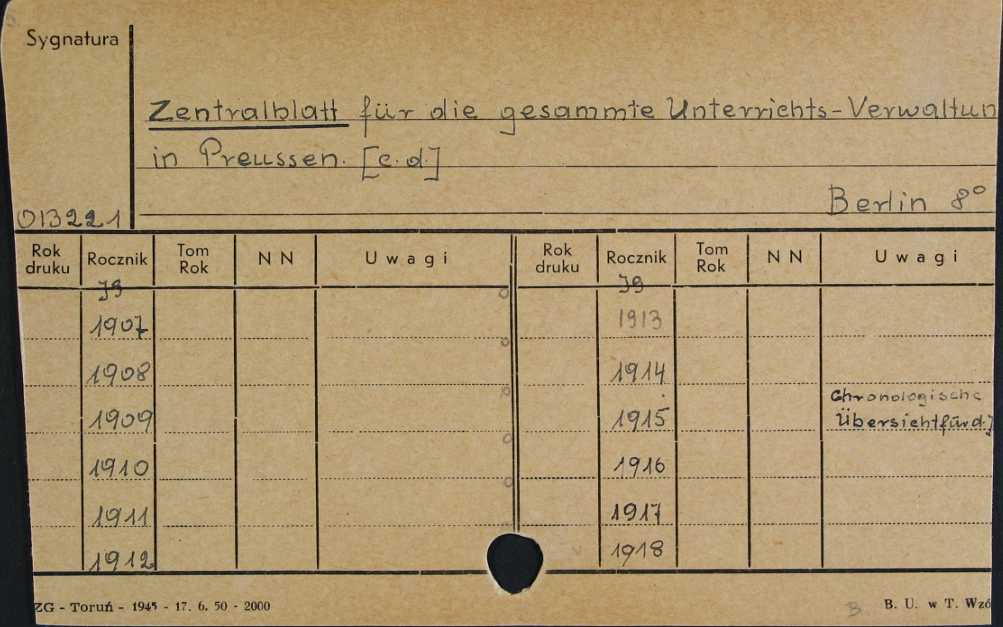 Sygnatura
Zentralblatt für die gesammte Unterrichts-Verwaltun
in Preussen. [c.d.]
Berlin 8°
013221
Rok druku Rocznik Tom Rok N N Uwagi Rok druku Rocznik Tom Rok N N Uwagi
Jg Jg
1907 1913
1908 1914
1909 1915 Chronologische
Übersicht für d. J
1910 1916
1911 1917
1912 1918
ZG - Toruń - 1945 - 17. 6. 50 - 2000
B B. U. w T. Wzó